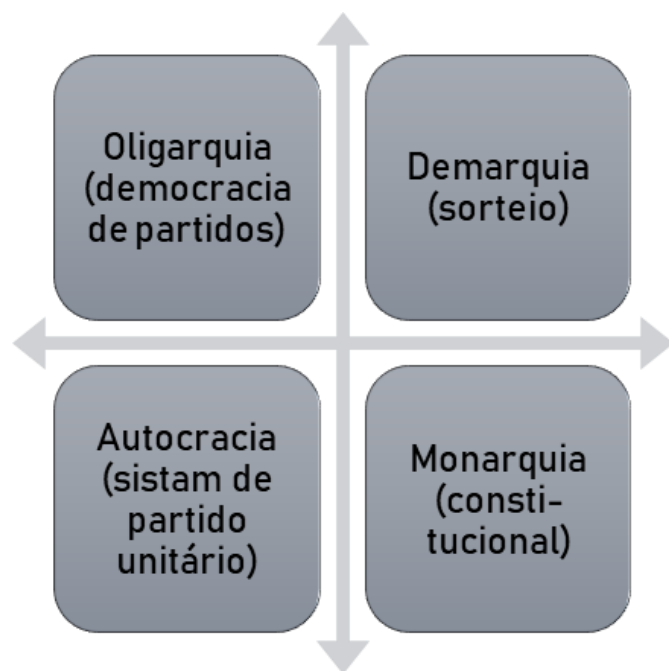 Oligarquia
(democracia
de partidos)
Demarquia
(sorteio)
Autocracia
(sistam de
partido
unitário)
Monarquia
(consti-
tucional)